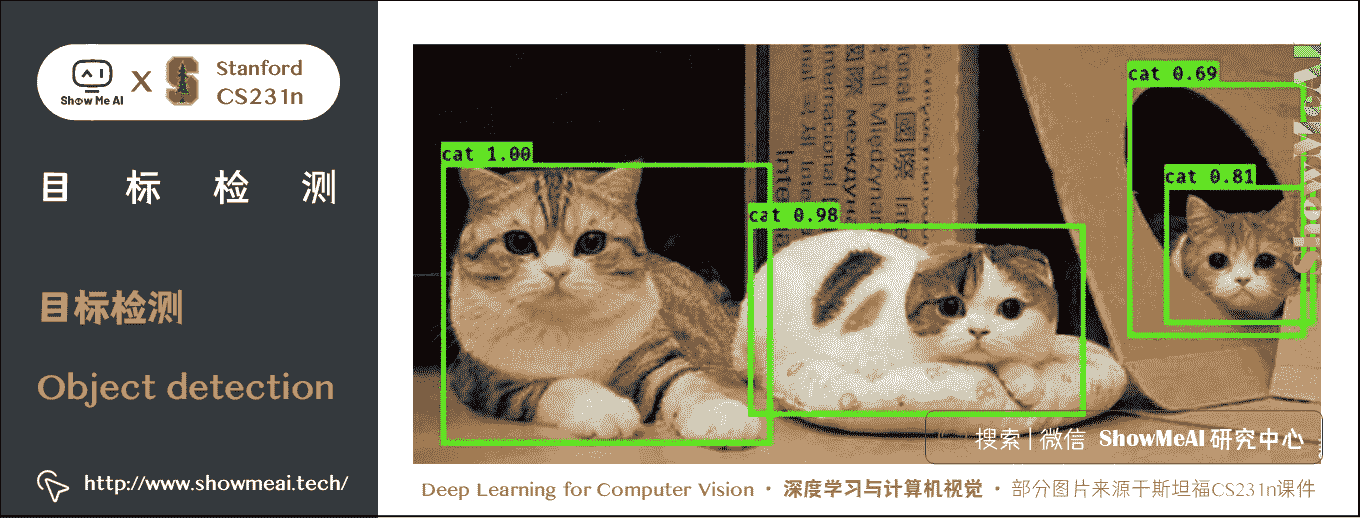 Show Me AI
X
Stanford
CS231n
目 标 检 测
目标检测
Object detection
http://www.showmeai.tech/
cat 1.00
cat 0.98
cat 0.69
cat 0.81
ShowMeAI
搜索 | 微信 ShowMeAI 研究中心
Deep Learning for Computer Vision · 深度学习与计算机视觉 · 部分图片来源于斯坦福CS231n课件